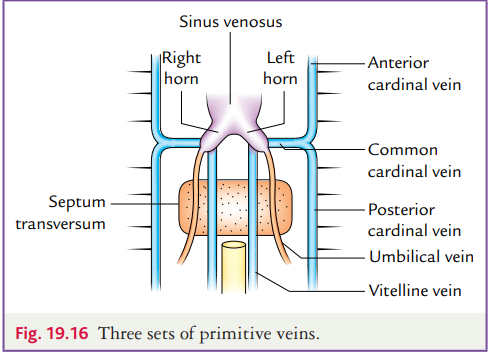 Sinus venosus
Right
horn
Left
horn
Anterior
cardinal vein
Common
cardinal vein
Septum
transversum
Posterior
cardinal vein
Umbilical vein
Vitelline vein
Fig. 19.16 Three sets of primitive veins.